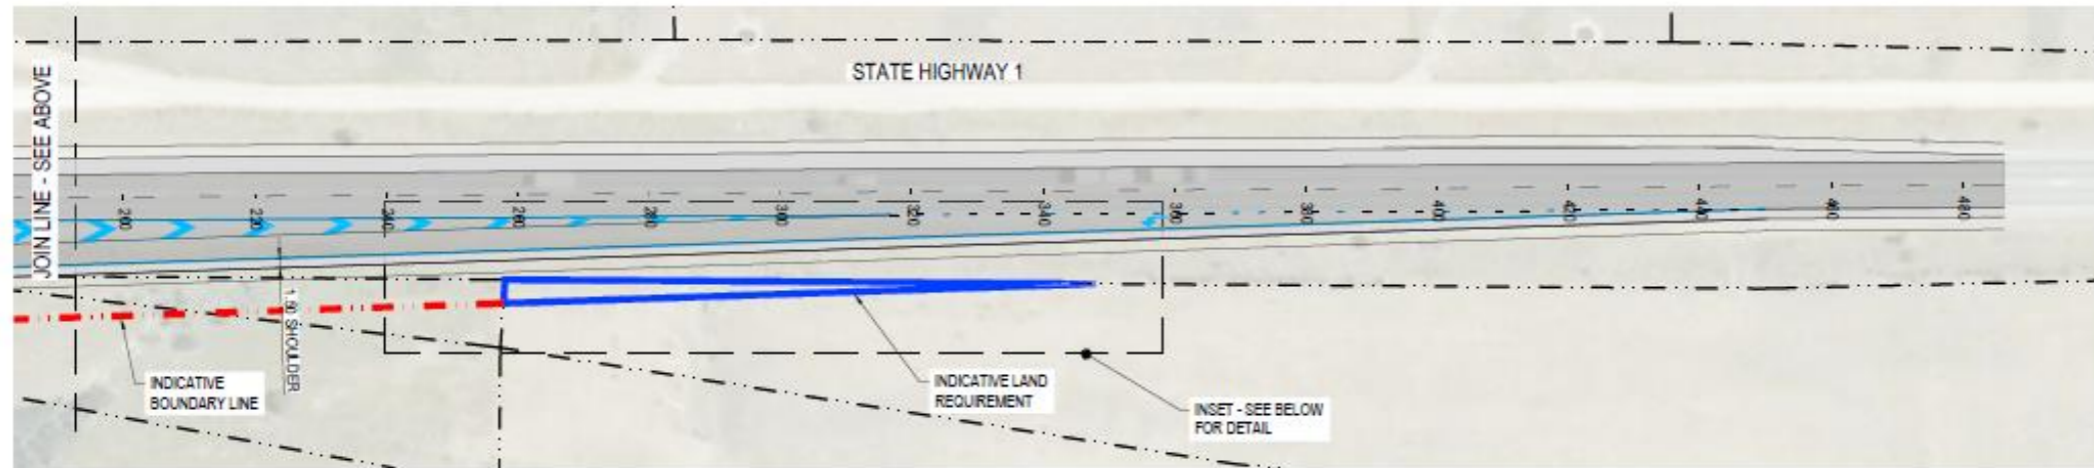 STATE HIGHWAY 1
JOIN LINE - SEE ABOVE
200
220
240
260
280
300
320
340
360
380
400
420
440
460
480
1.50 SHOULDER
INDICATIVE
BOUNDARY LINE
INDICATIVE LAND
REQUIREMENT
INSET - SEE BELOW
FOR DETAIL